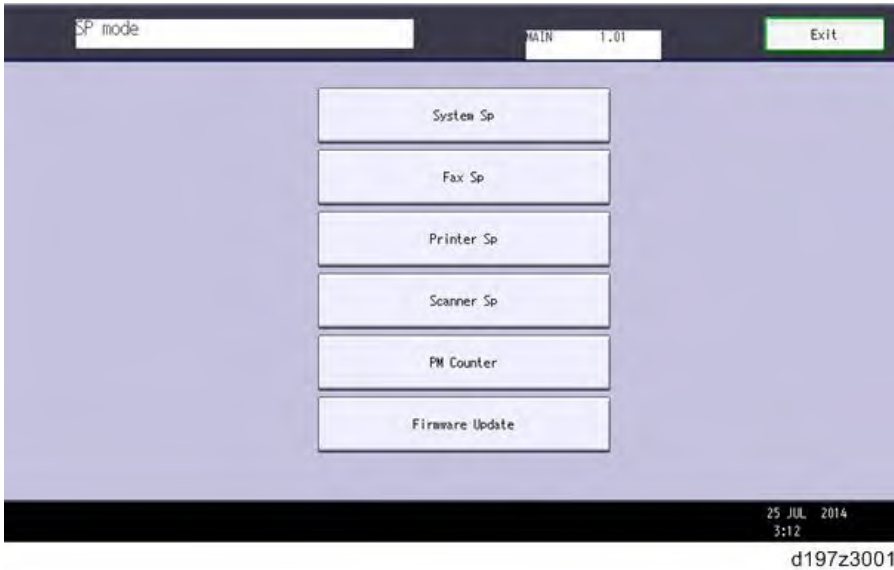 SP mode
MAIN 1.01
Exit
System Sp
Fax Sp
Printer Sp
Scanner Sp
PM Counter
Firmware Update
25 JUL 2014
3:12
d197z3001